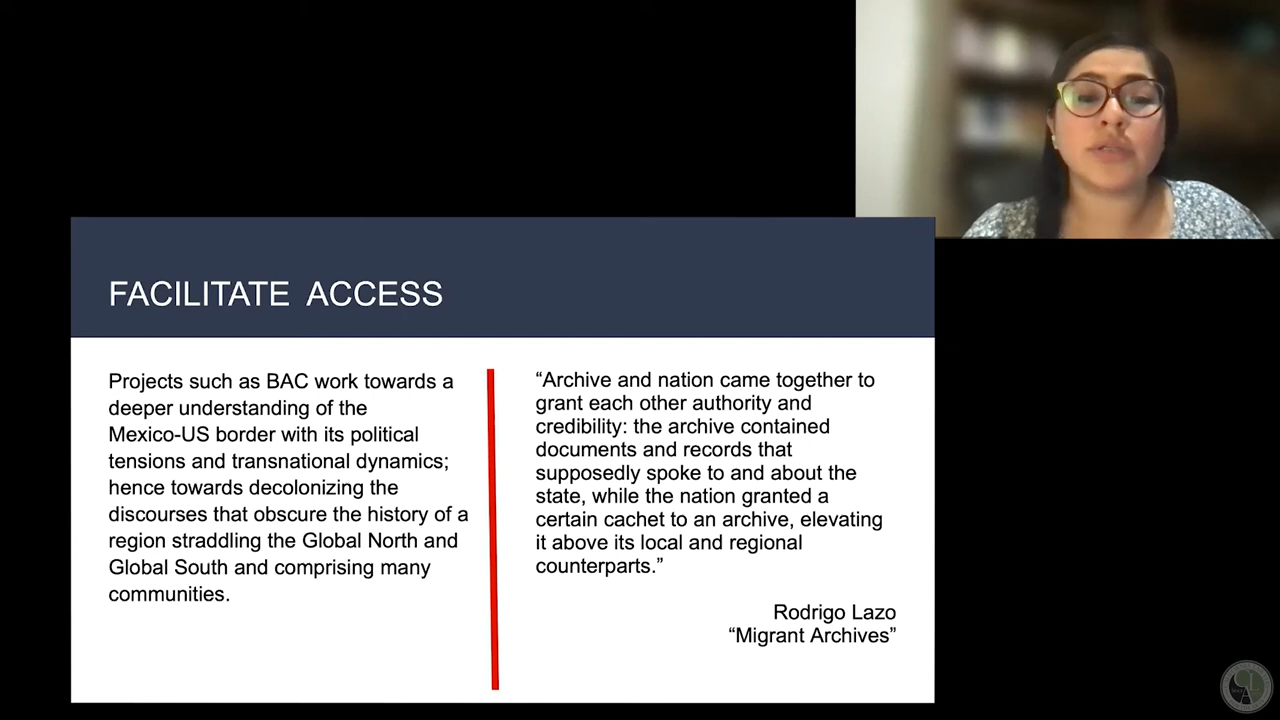 FACILITATE ACCESS
Projects such as BAC work towards a
deeper understanding of the
Mexico-US border with its political
tensions and transnational dynamics;
hence towards decolonizing the
discourses that obscure the history of a
region straddling the Global North and
Global South and comprising many
communities.
“Archive and nation came together to
grant each other authority and
credibility: the archive contained
documents and records that
supposedly spoke to and about the
state, while the nation granted a
certain cachet to an archive, elevating
it above its local and regional
counterparts.”
Rodrigo Lazo
“Migrant Archives”